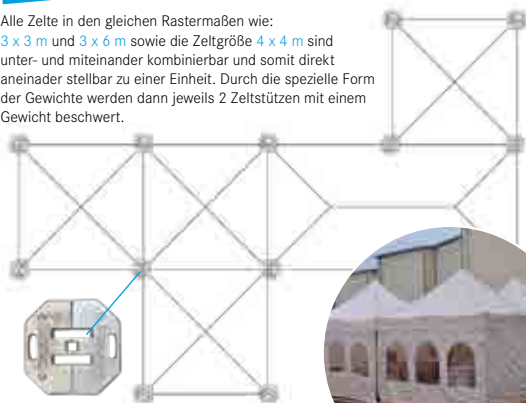 Alle Zelte in den gleichen Rastermaßen wie:
3 x 3 m und 3 x 6 m sowie die Zeltgröße 4 x 4 m sind
unter- und miteinander kombinierbar und somit direkt
aneinader stellbar zu einer Einheit. Durch die spezielle Form
der Gewichte werden dann jeweils 2 Zeltstützen mit einem
Gewicht beschwert.